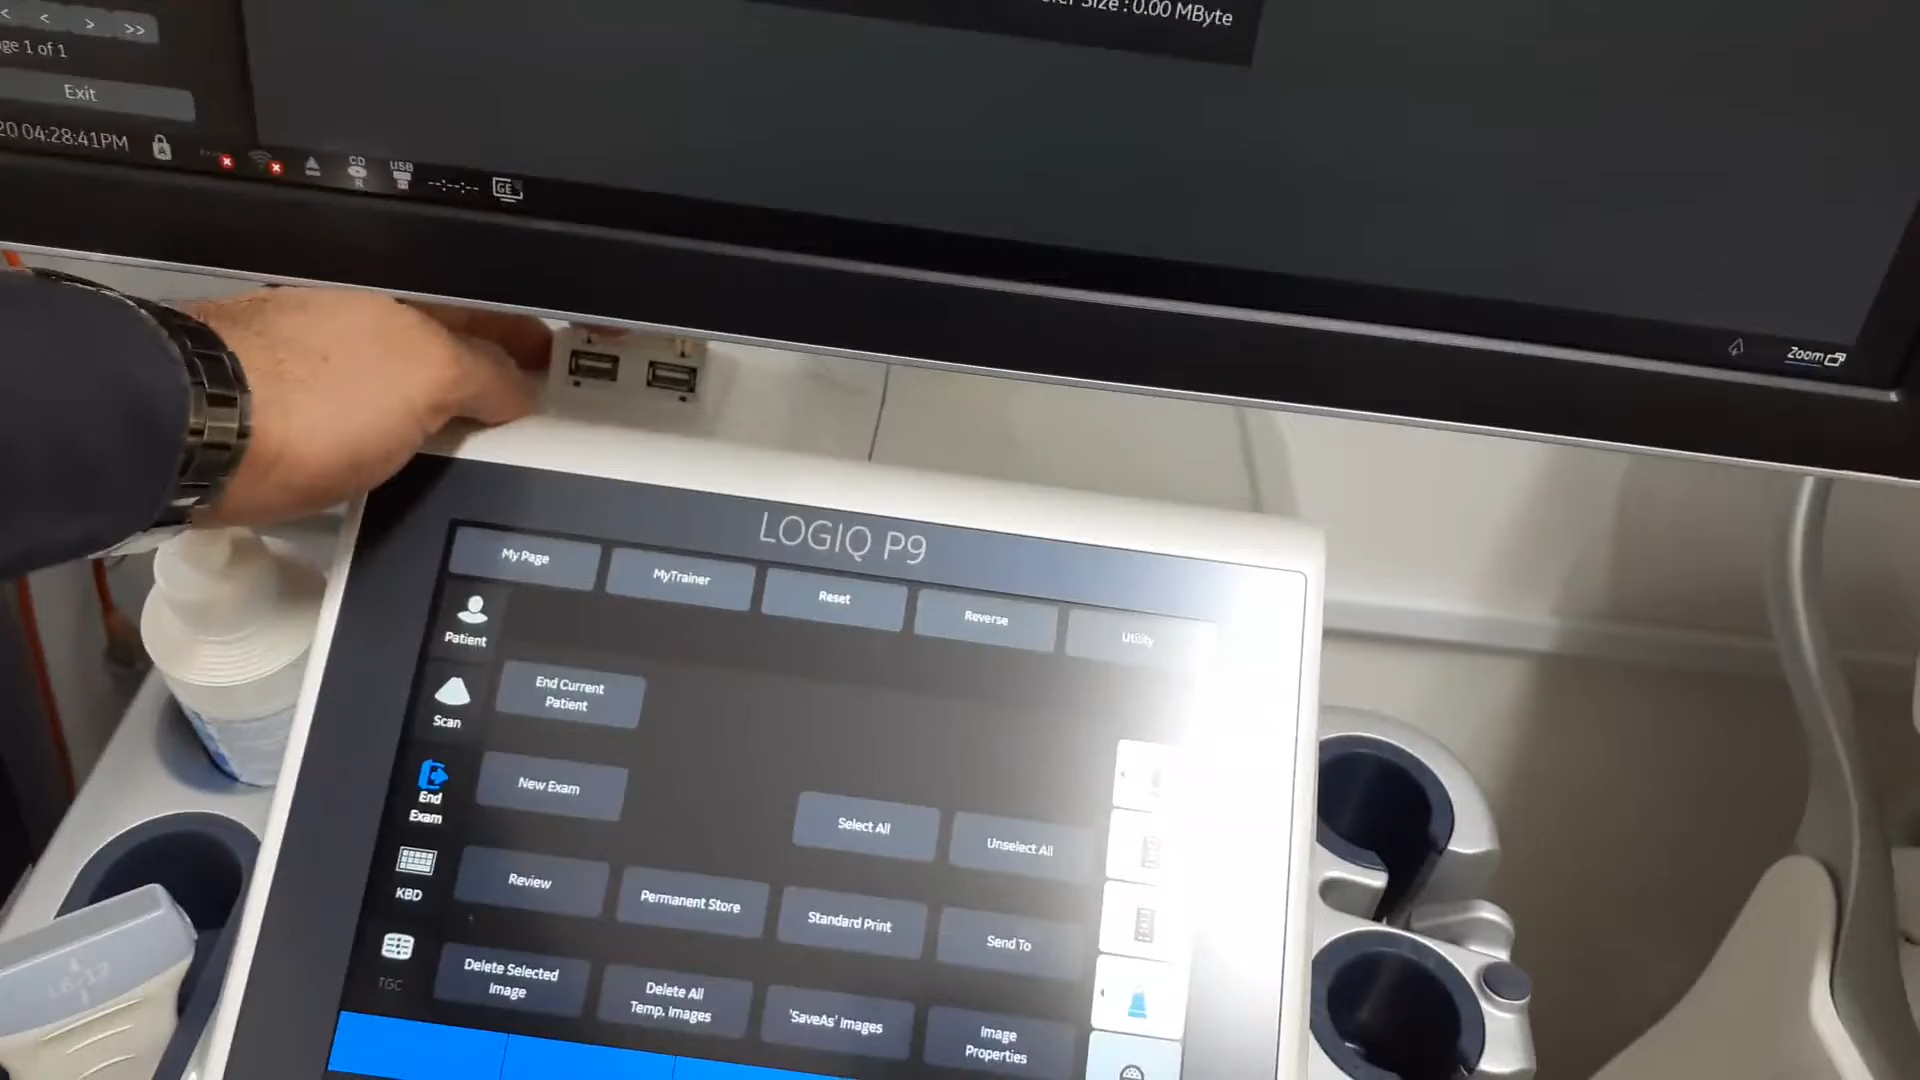 Size : 0.00 MByte
< > >>
1 of 1
Exit
20 04:28:41PM
A
CD
R
USB
--:--:--
GE
Zoom
LOGIQ P9
My Page
MyTrainer
Reset
Reverse
Utility
Patient
End Current
Patient
Scan
New Exam
End
Exam
Select All
Unselect All
KBD
Review
Permanent Store
Standard Print
Send To
TGC
Delete Selected
Image
Delete All
Temp. Images
'SaveAs' Images
Image
Properties